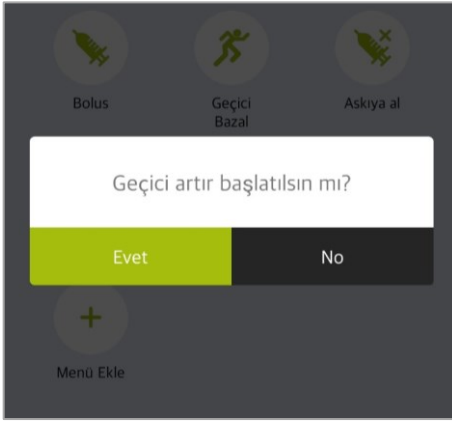 Bolus
Geçici
Bazal
Askıya al
Geçici artır başlatılsın mı?
Evet
No
Menü Ekle